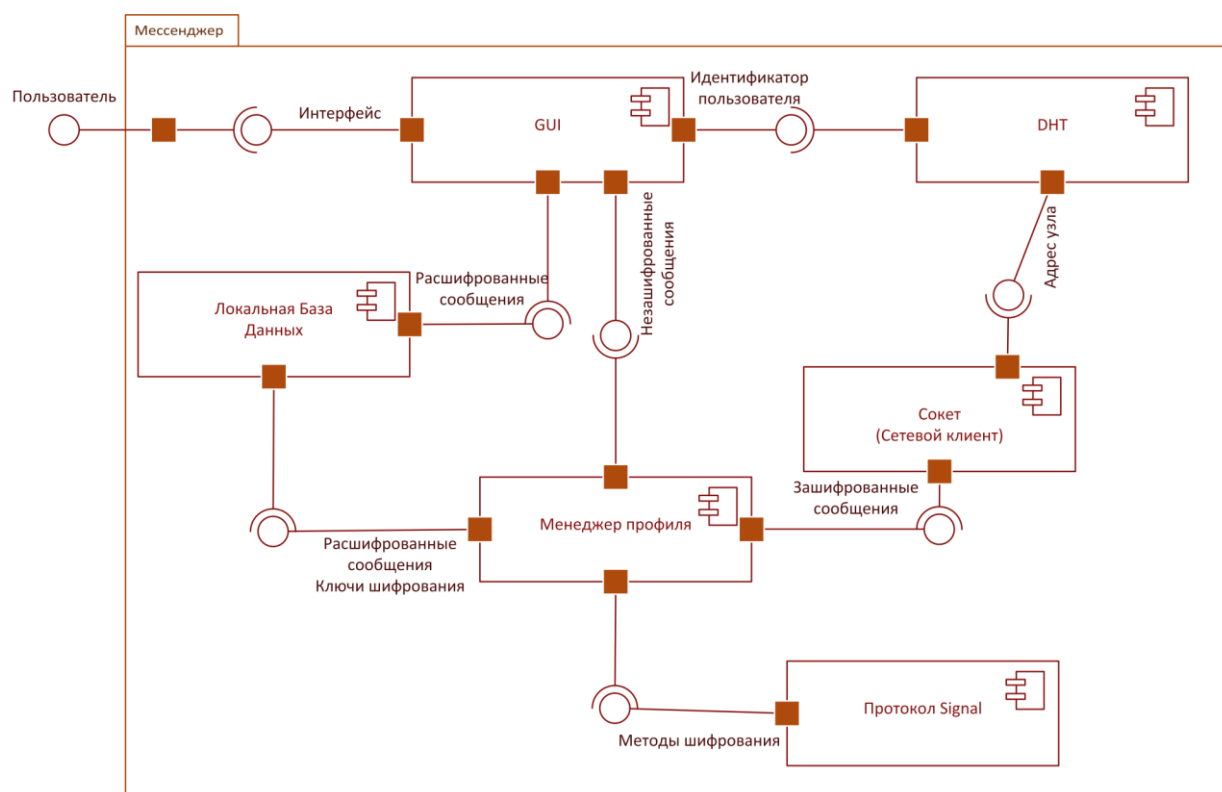 Мессенджер
Пользователь
Интерфейс
GUI
Идентификатор
пользователя
DHT
Незашифрованные
сообщения
Адрес узла
Расшифрованные
сообщения
Локальная База
Данных
Сокет
(Сетевой клиент)
Зашифрованные
сообщения
Менеджер профиля
Расшифрованные
сообщения
Ключи шифрования
Протокол Signal
Методы шифрования